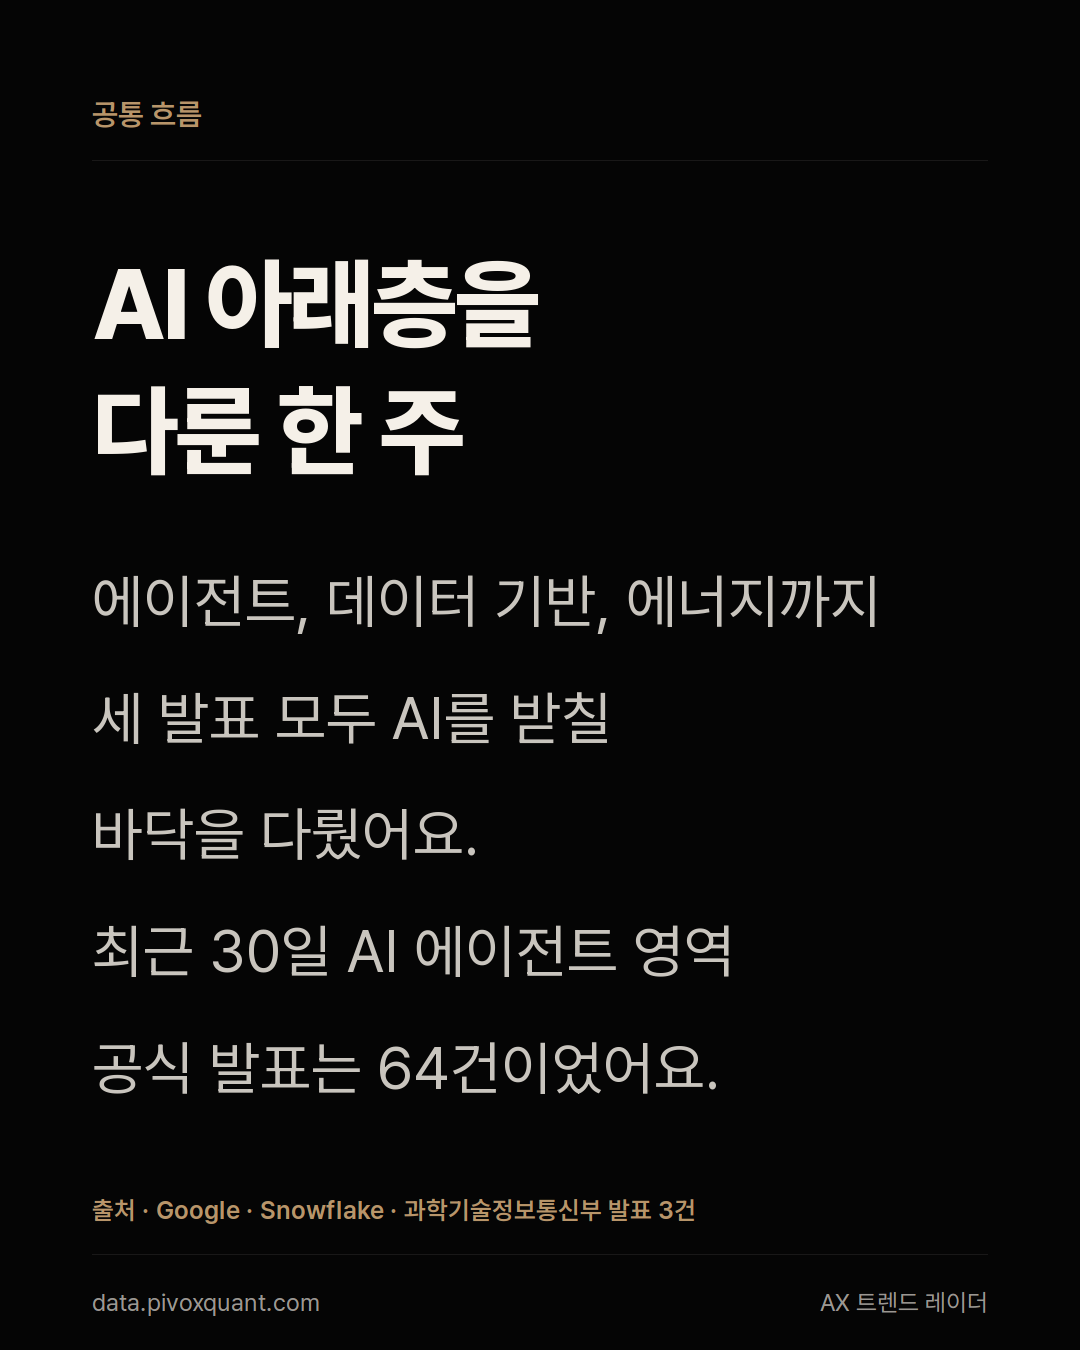 공통 흐름
AI 아래층을
다룬 한 주
에이전트, 데이터 기반, 에너지까지
세 발표 모두 AI를 받칠
바닥을 다뤘어요.
최근 30일 AI 에이전트 영역
공식 발표는 64건이었어요.
출처 · Google · Snowflake · 과학기술정보통신부 발표 3건
data.pivoxquant.com
AX 트렌드 레이더